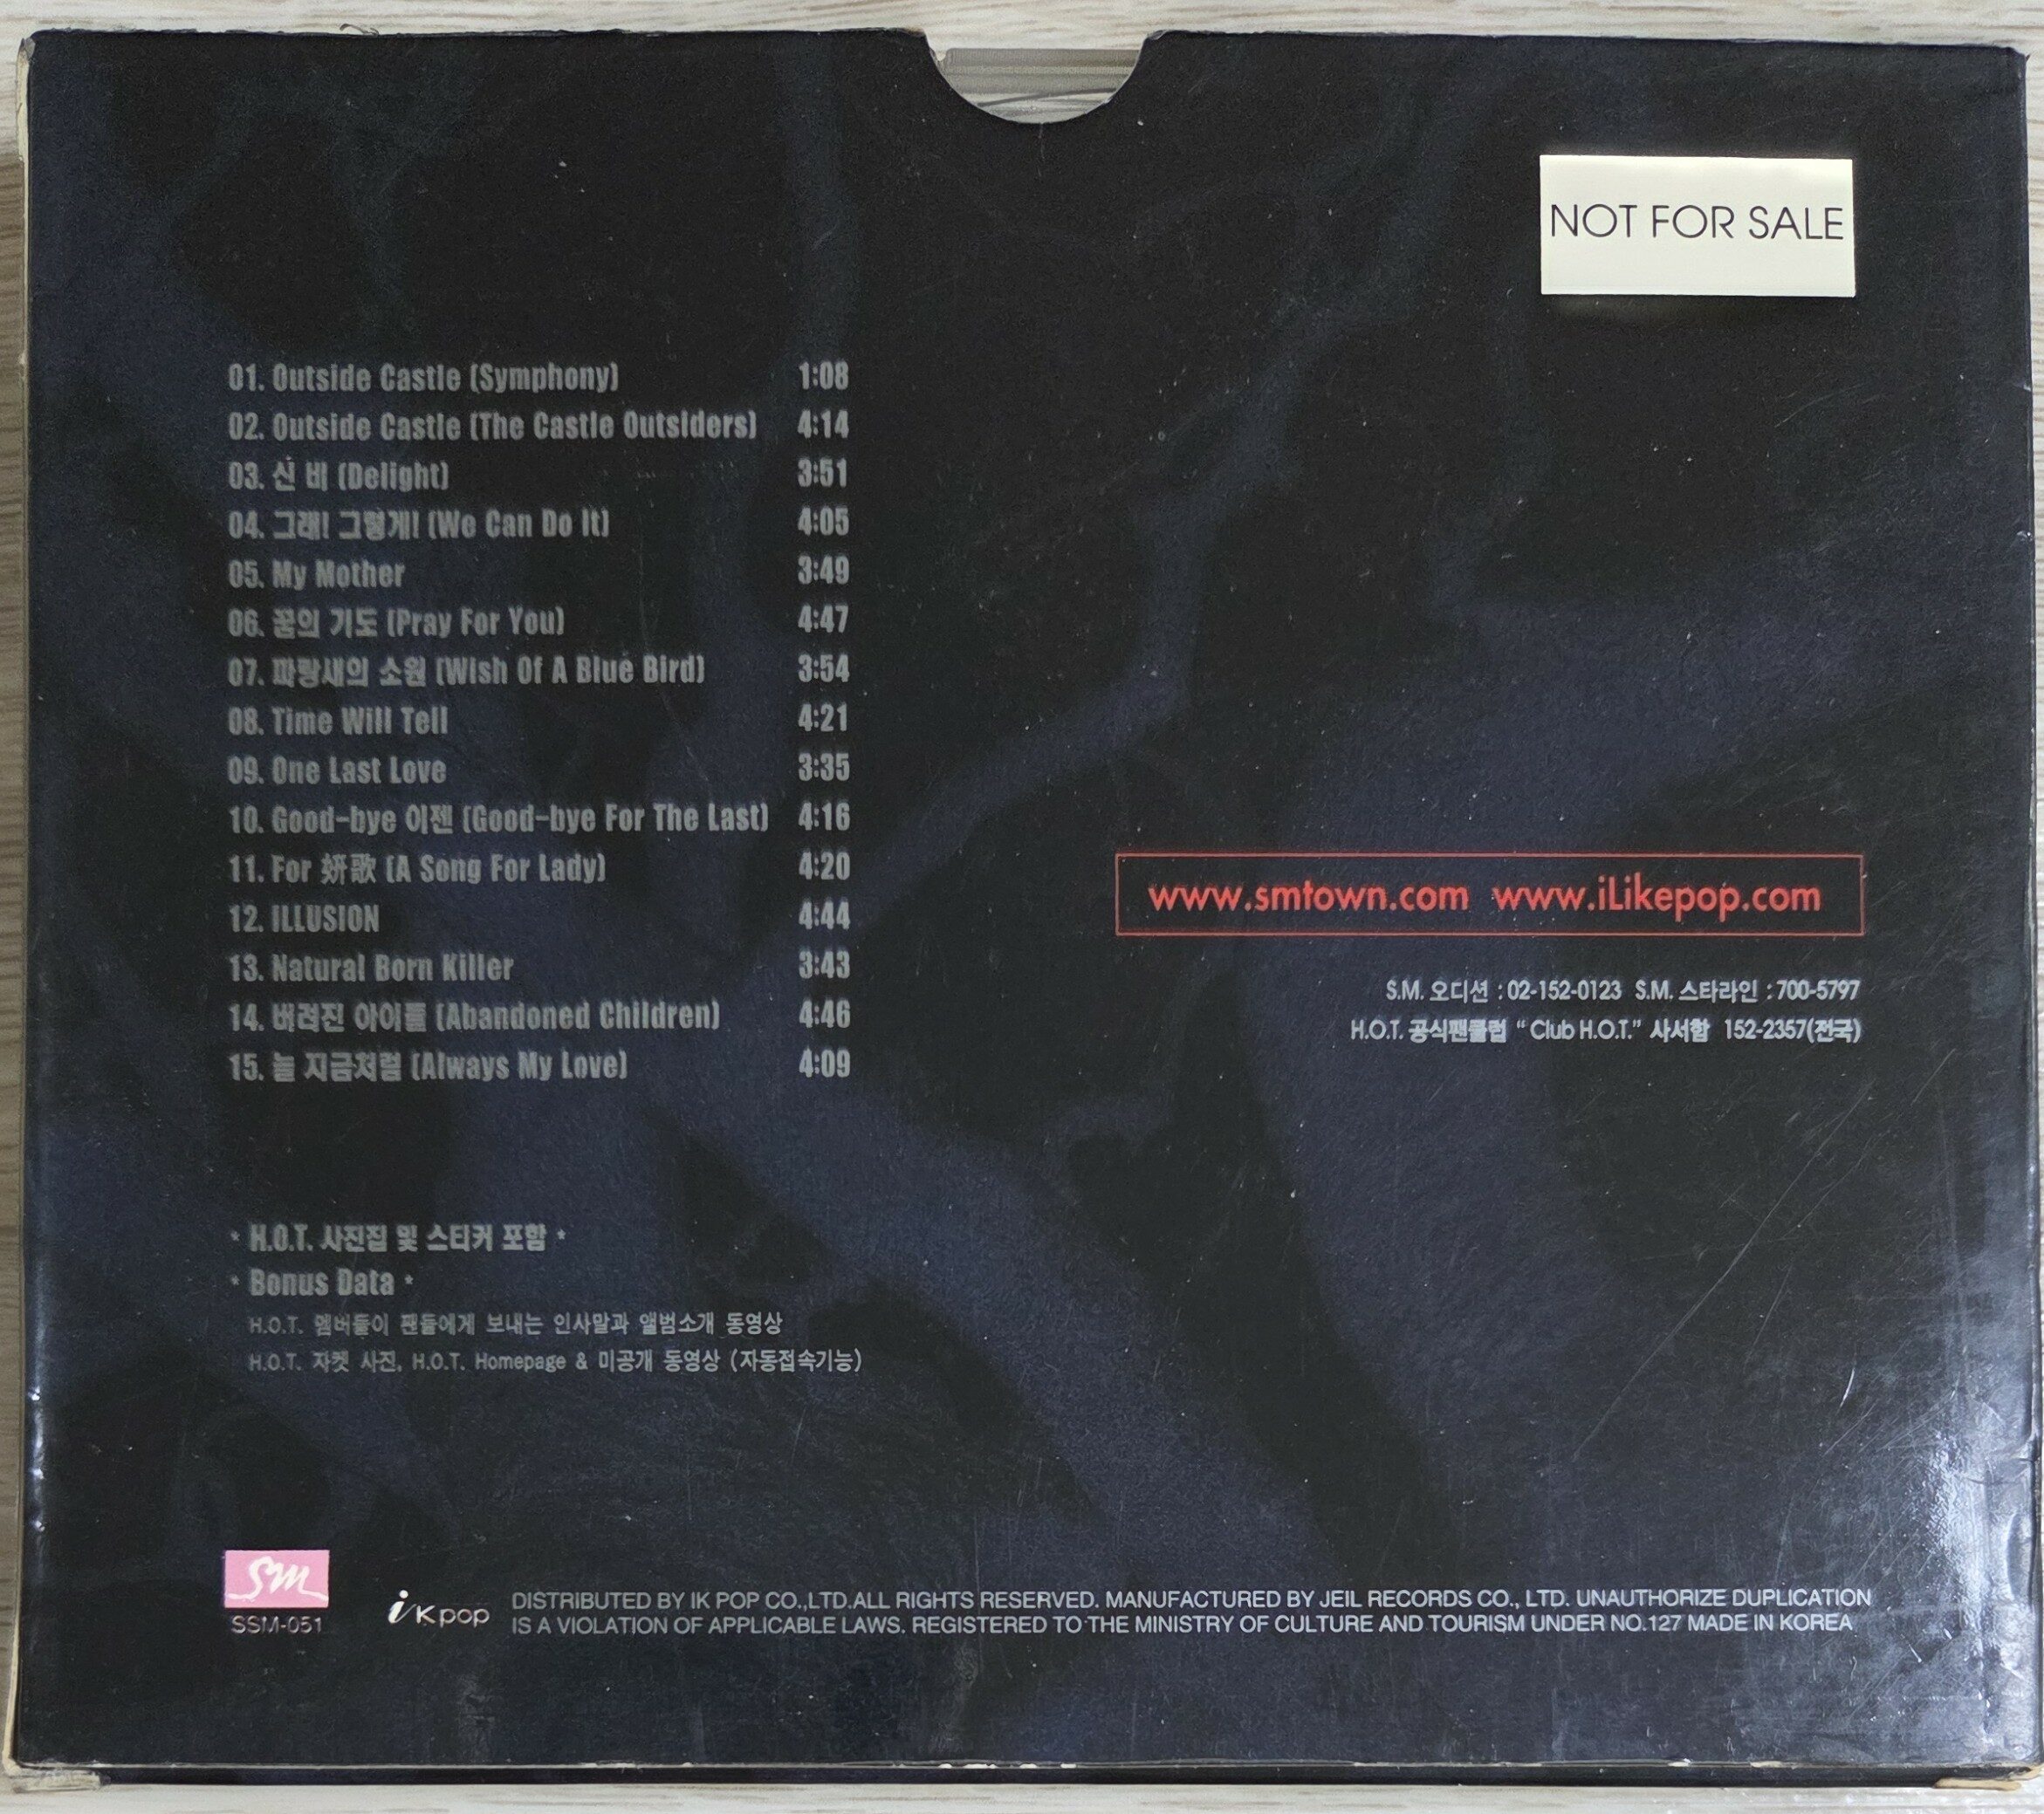 NOT FOR SALE
01. Outside Castle (Symphony) 1:08
02. Outside Castle (The Castle Outsiders) 4:14
03. 신 비 (Delight) 3:51
04. 그래! 그렇게! (We Can Do It) 4:05
05. My Mother 3:49
06. 꿈의 기도 (Pray For You) 4:47
07. 파랑새의 소원 (Wish Of A Blue Bird) 3:54
08. Time Will Tell 4:21
09. One Last Love 3:35
10. Good-bye 이젠 (Good-bye For The Last) 4:16
11. For 妍歌 (A Song For Lady) 4:20
12. ILLUSION 4:44
13. Natural Born Killer 3:43
14. 버려진 아이들 (Abandoned Children) 4:46
15. 늘 지금처럼 (Always My Love) 4:09
www.smtown.com www.iLikepop.com
S.M. 오디션 : 02-152-0123 S.M. 스타라인 : 700-5797
H.O.T. 공식팬클럽 “ Club H.O.T.” 사서함 152-2357(전국)
* H.O.T. 사진집 및 스티커 포함 *
* Bonus Data *
H.O.T. 멤버들이 팬들에게 보내는 인사말과 앨범소개 동영상
H.O.T. 자켓 사진, H.O.T. Homepage & 미공개 동영상 (자동접속기능)
SM
SSM-051
iK pop
DISTRIBUTED BY IK POP CO.,LTD.ALL RIGHTS RESERVED. MANUFACTURED BY JEIL RECORDS CO., LTD. UNAUTHORIZE DUPLICATION
IS A VIOLATION OF APPLICABLE LAWS. REGISTERED TO THE MINISTRY OF CULTURE AND TOURISM UNDER NO.127 MADE IN KOREA